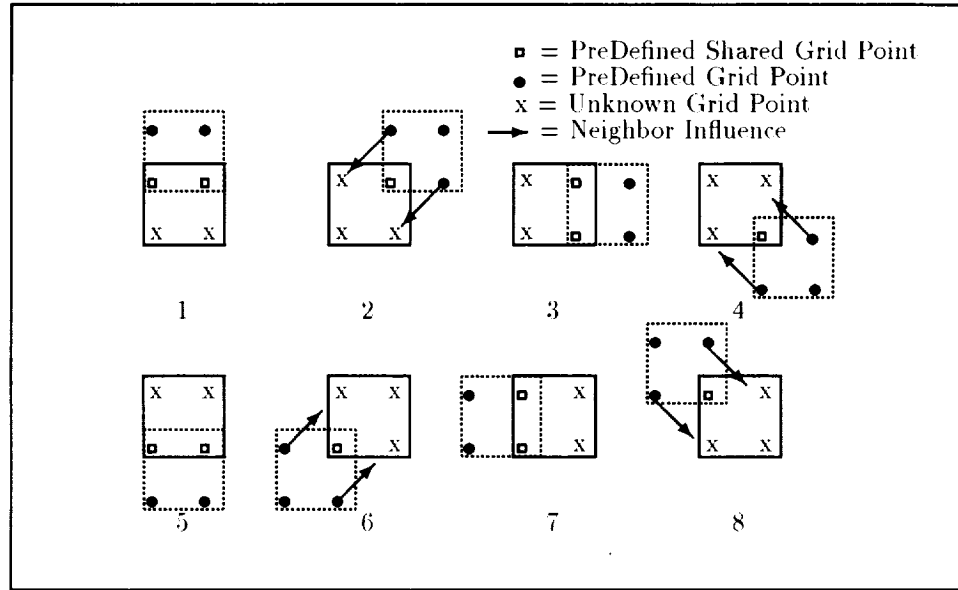 = PreDefined Shared Grid Point
= PreDefined Grid Point
x = Unknown Grid Point
= Neighbor Influence
x x x x x
x x x x x x
1 2 3 4
x x x x x
x x x x x
5 6 7 8